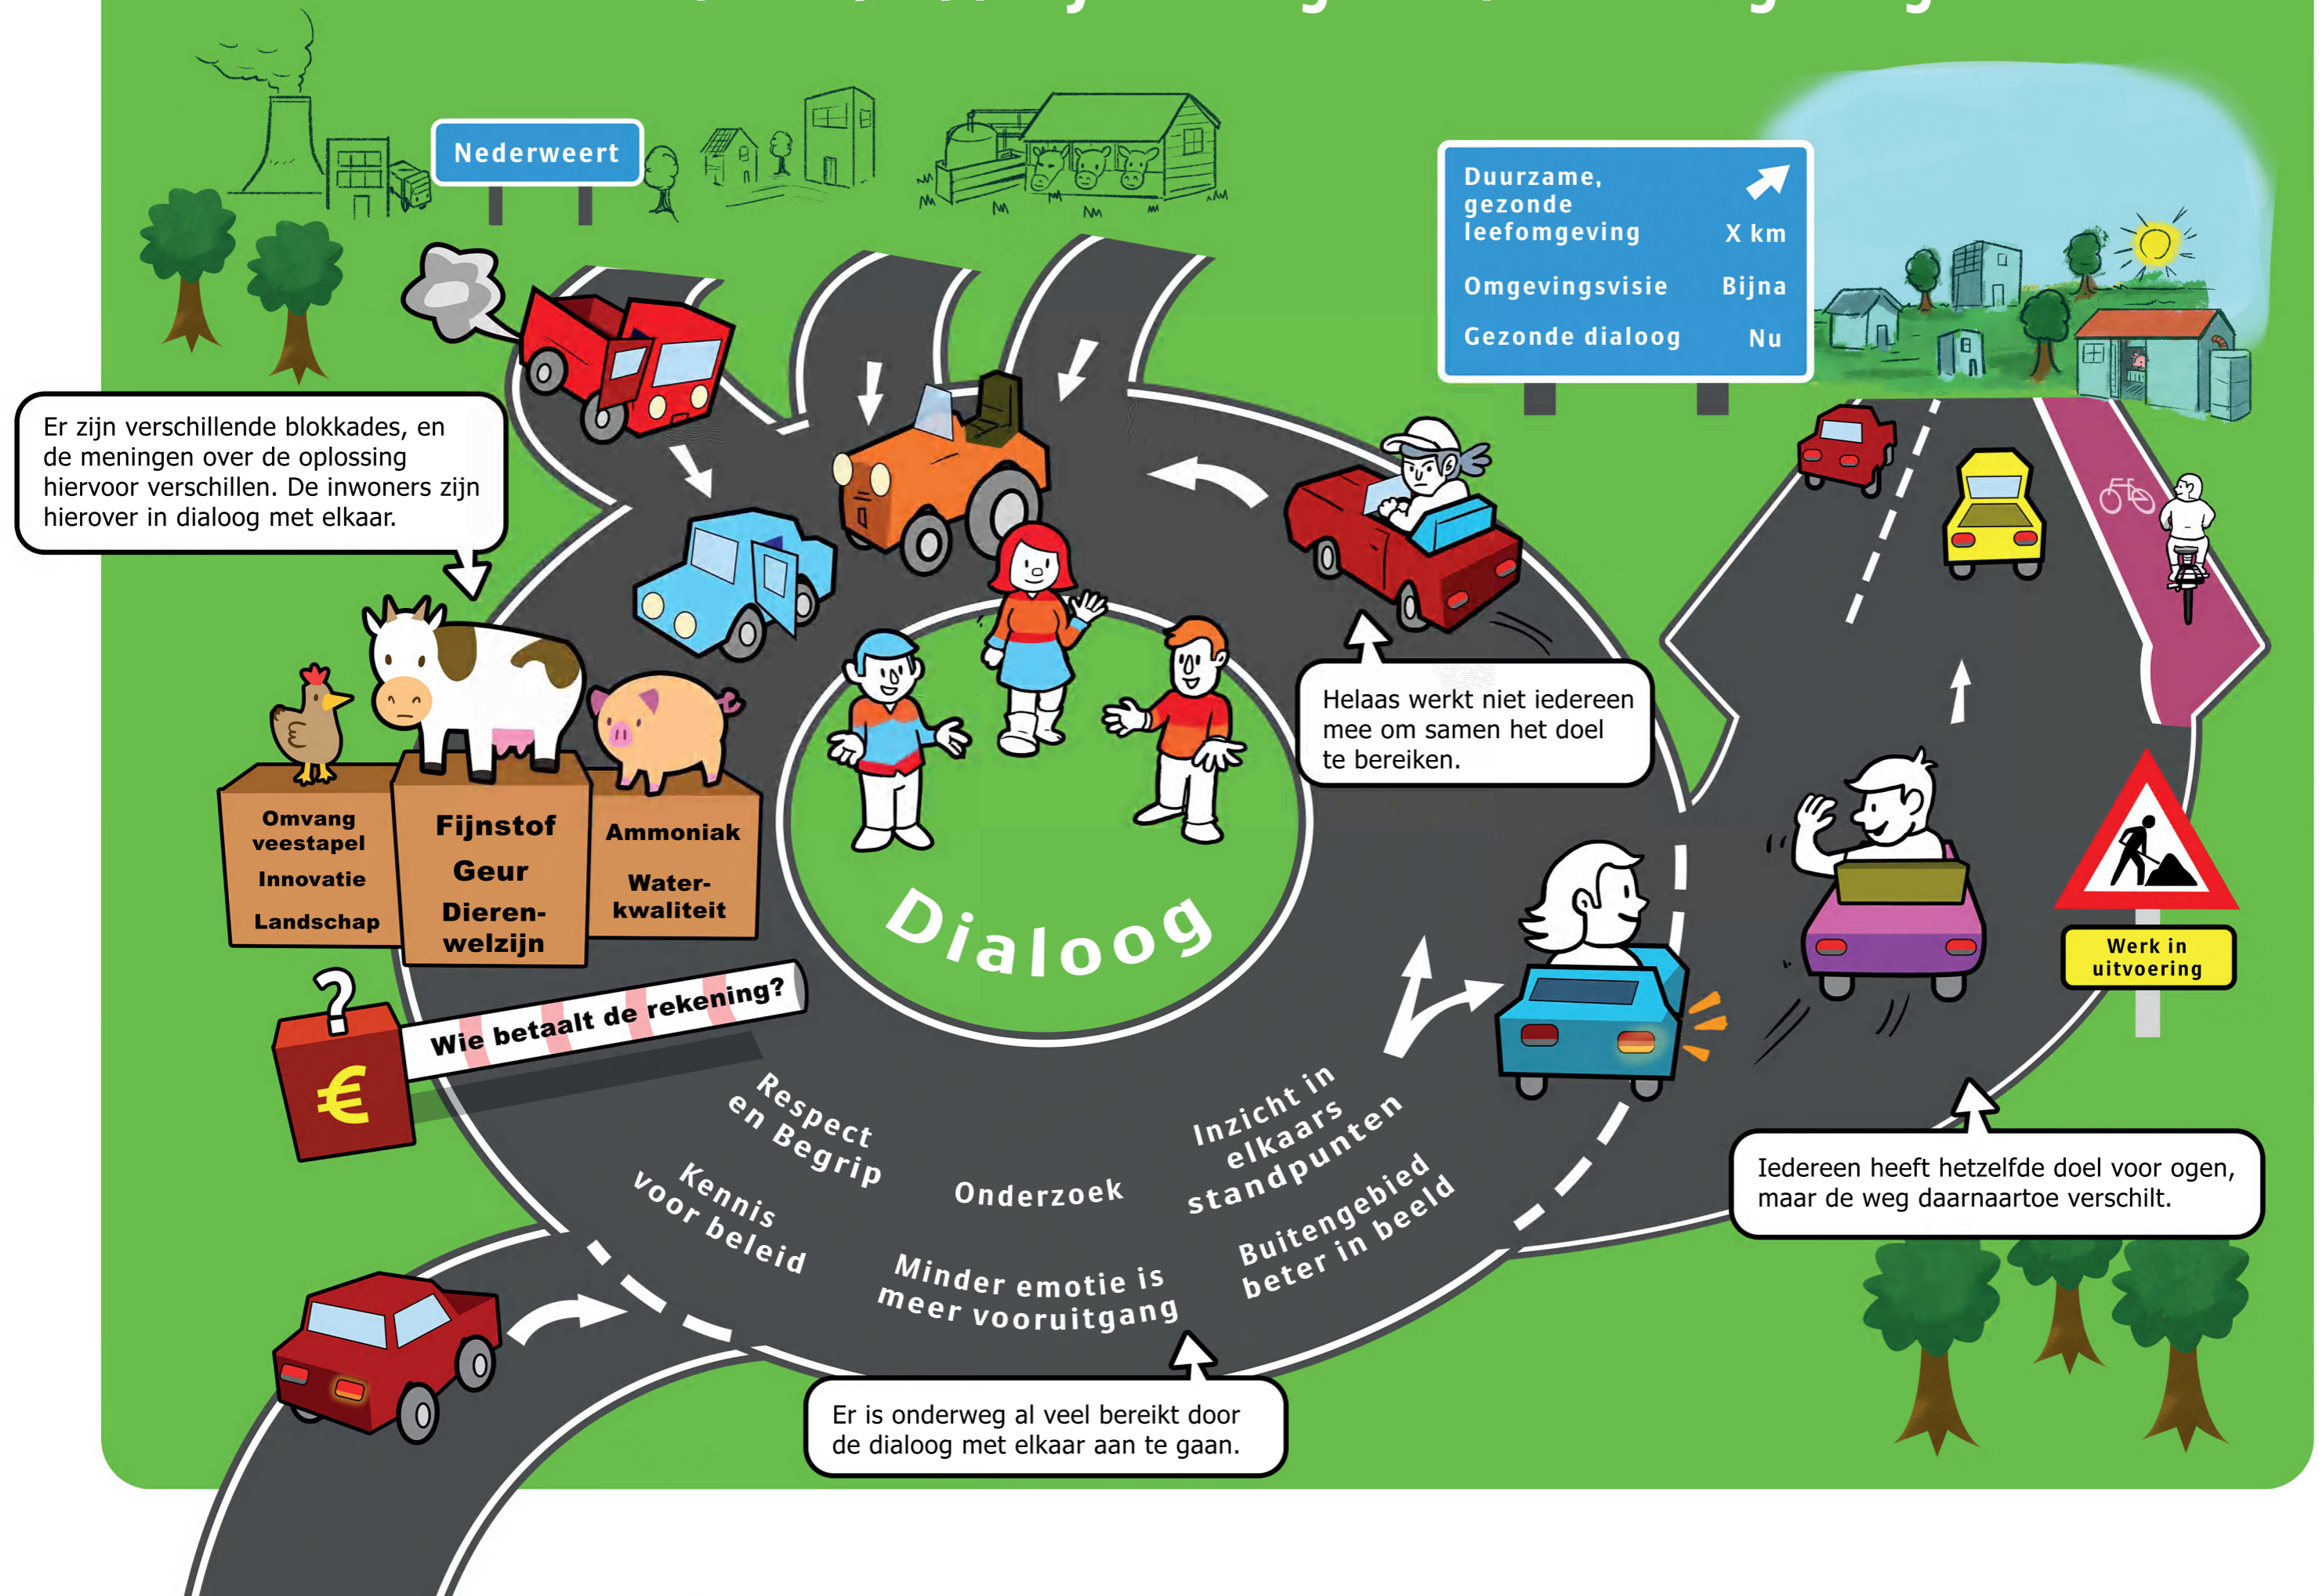 Nederweert
Duurzame,
gezonde
leefomgeving X km
Omgevingsvisie Bijna
Gezonde dialoog Nu
Er zijn verschillende blokkades, en
de meningen over de oplossing
hiervoor verschillen. De inwoners zijn
hierover in dialoog met elkaar.
Helaas werkt niet iedereen
mee om samen het doel
te bereiken.
Omvang
veestapel
Innovatie
Landschap
Fijnstof
Geur
Dieren-
welzijn
Ammoniak
Water-
kwaliteit
Dialoog
Werk in
uitvoering
?
€
Wie betaalt de rekening?
Respect
en Begrip
Kennis
voor beleid
Onderzoek
Minder emotie is
meer vooruitgang
Inzicht in
elkaars
standpunten
Buitengebied
beter in beeld
Iedereen heeft hetzelfde doel voor ogen,
maar de weg daarnaartoe verschilt.
Er is onderweg al veel bereikt door
de dialoog met elkaar aan te gaan.